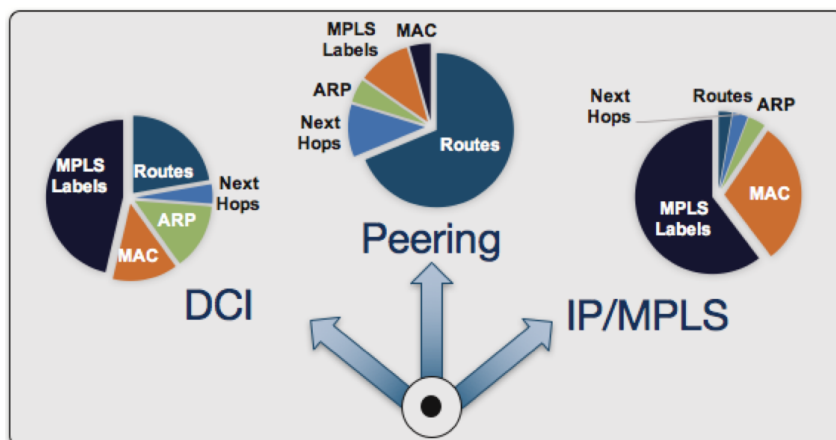 MPLS
Labels
Routes
Next
Hops
ARP
MAC
DCI
MPLS
Labels
MAC
ARP
Next
Hops
Routes
Peering
Next
Hops
Routes
ARP
MAC
MPLS
Labels
IP/MPLS